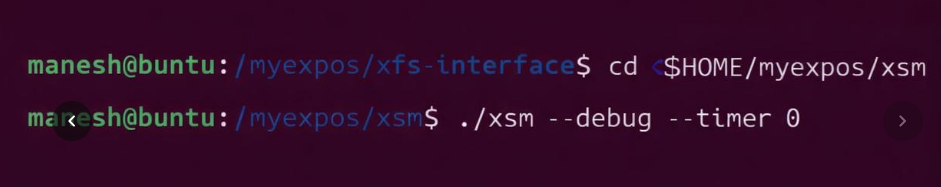 manesh@buntu:/myexpos/xfs-interface$ cd <$HOME/myexpos/xsm
manesh@buntu:/myexpos/xsm$ ./xsm --debug --timer 0